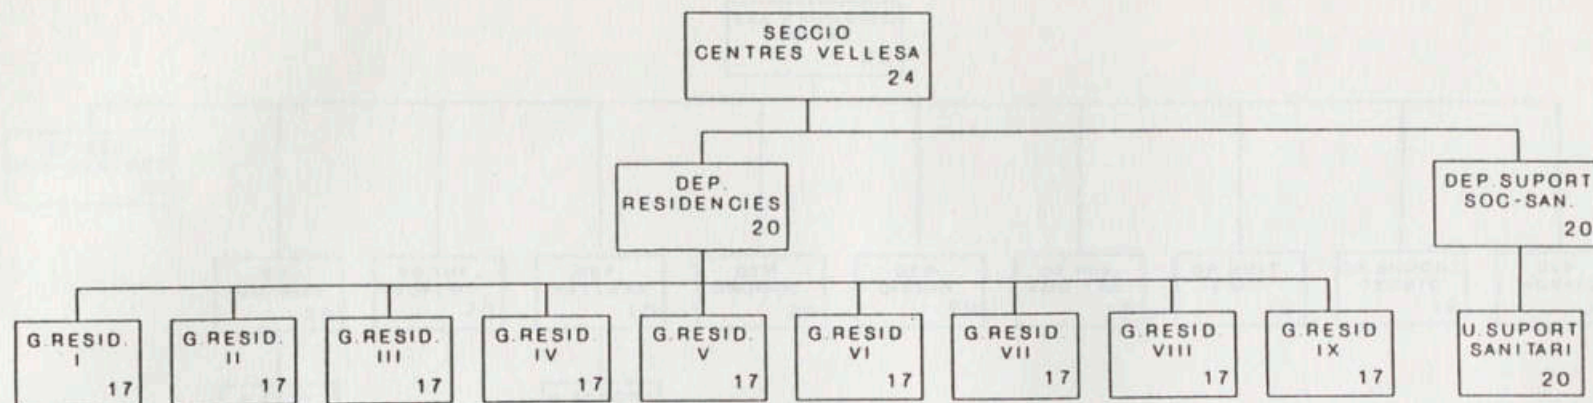 SECCIO
CENTRES VELLESA
24
DEP.
RESIDENCIES
20
DEP.SUPORT
SOC-SAN.
20
G.RESID.
I
17
G.RESID.
II
17
G.RESID.
III
17
G.RESID.
IV
17
G.RESID.
V
17
G.RESID
VI
17
G.RESID
VII
17
G.RESID
VIII
17
G.RESID
IX
17
U.SUPORT
SANITARI
20